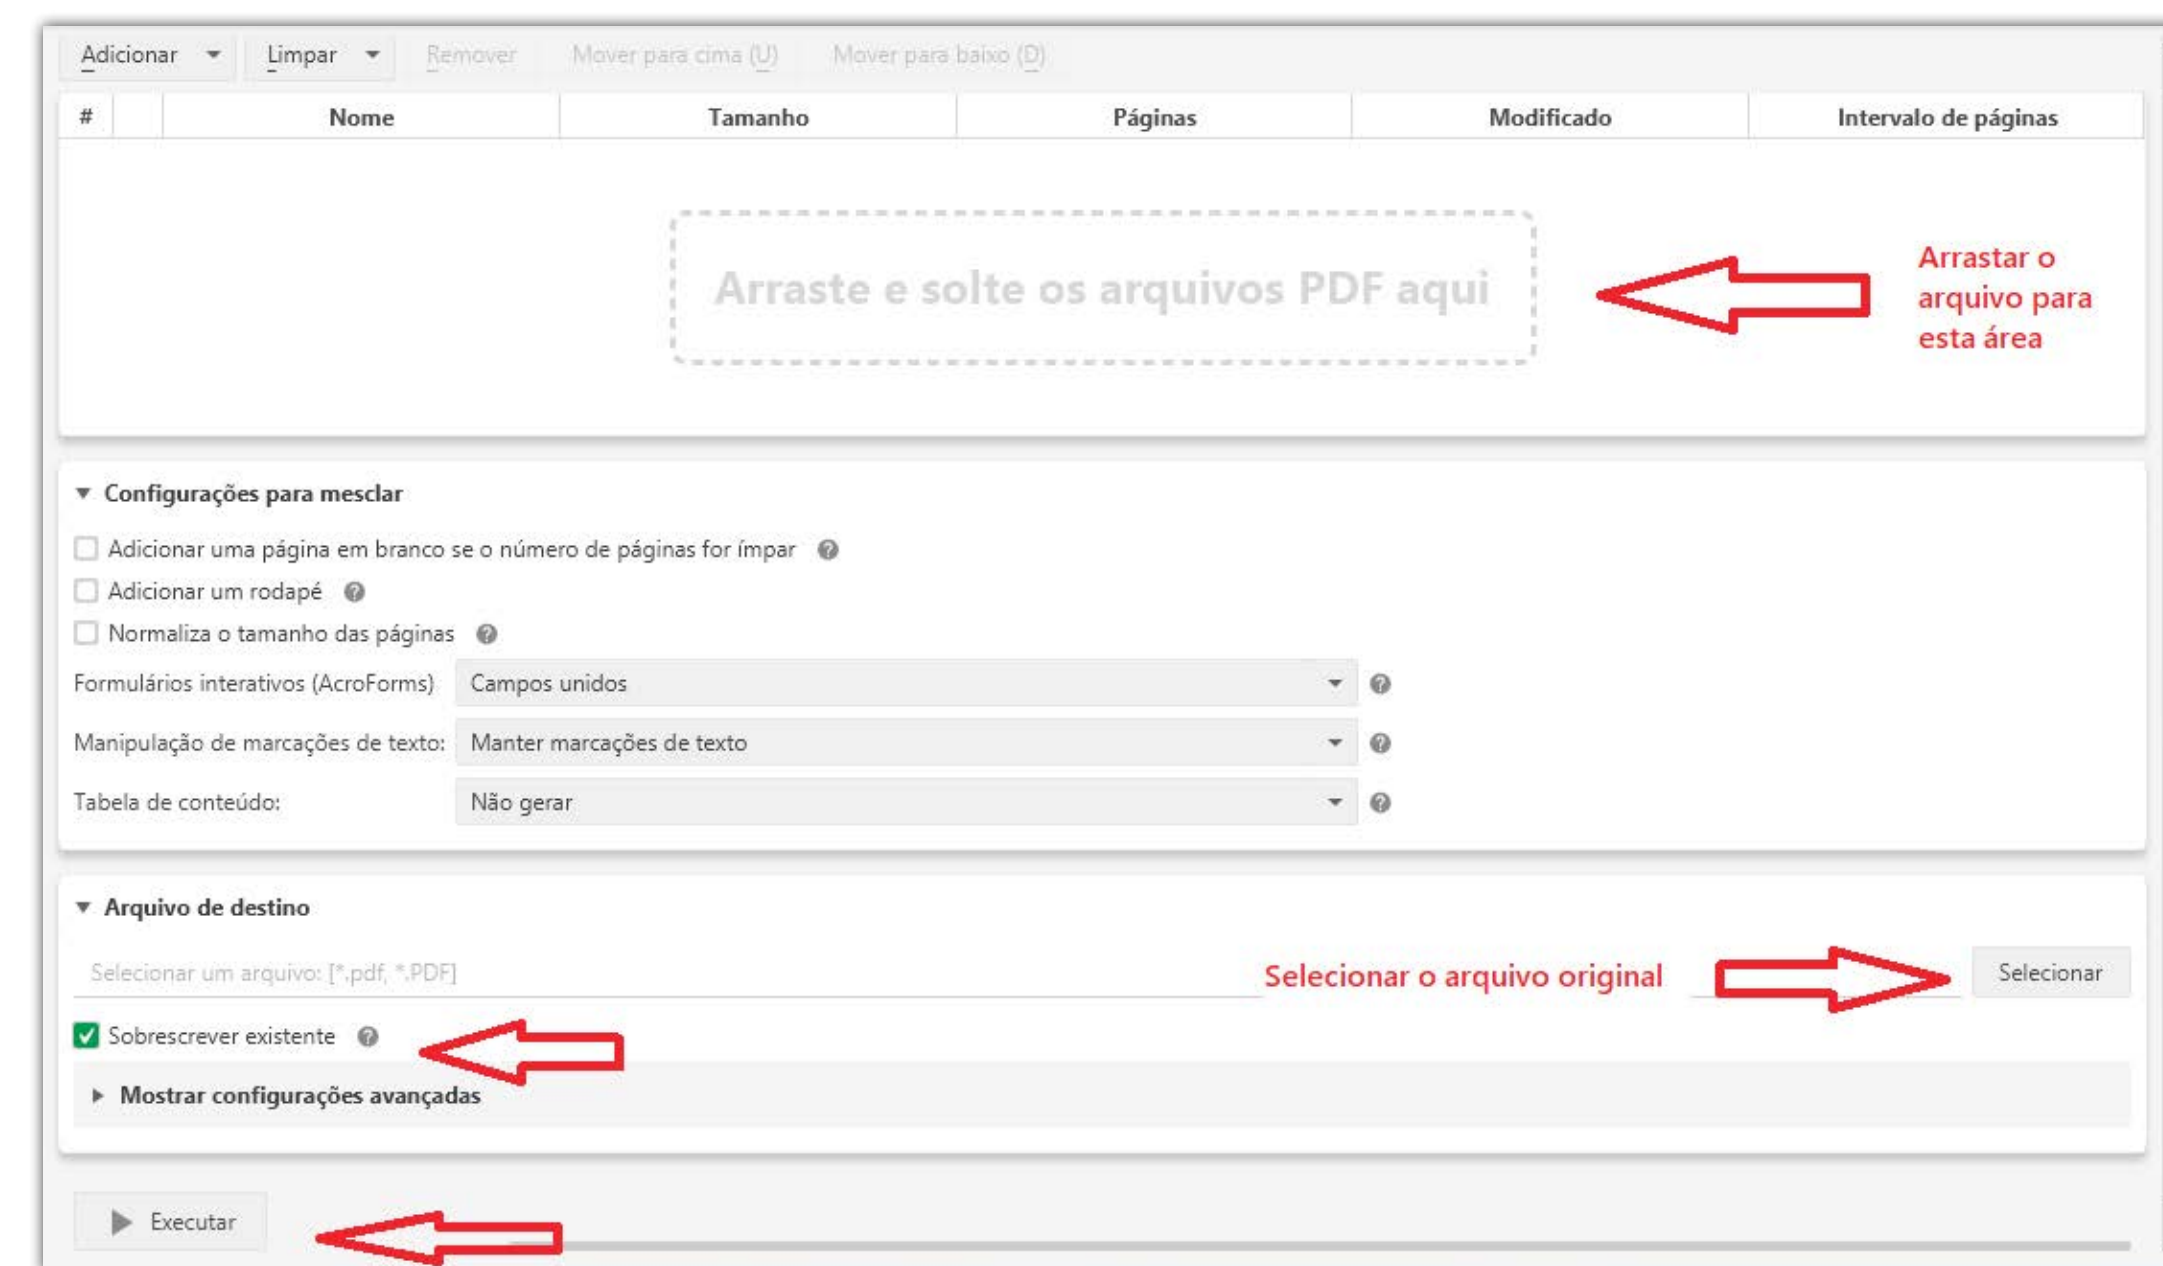 Adicionar Limpar Remover Mover para cima (U) Mover para baixo (D)
# Nome Tamanho Páginas Modificado Intervalo de páginas
Arraste e solte os arquivos PDF aqui
Arrastar o
arquivo para
esta área
Configurações para mesclar
Adicionar uma página em branco se o número de páginas for ímpar
Adicionar um rodapé
Normaliza o tamanho das páginas
Formulários interativos (AcroForms) Campos unidos
Manipulação de marcações de texto: Manter marcações de texto
Tabela de conteúdo: Não gerar
Arquivo de destino
Selecionar um arquivo: [*.pdf, *.PDF] Selecionar o arquivo original Selecionar
Sobrescrever existente
Mostrar configurações avançadas
Executar